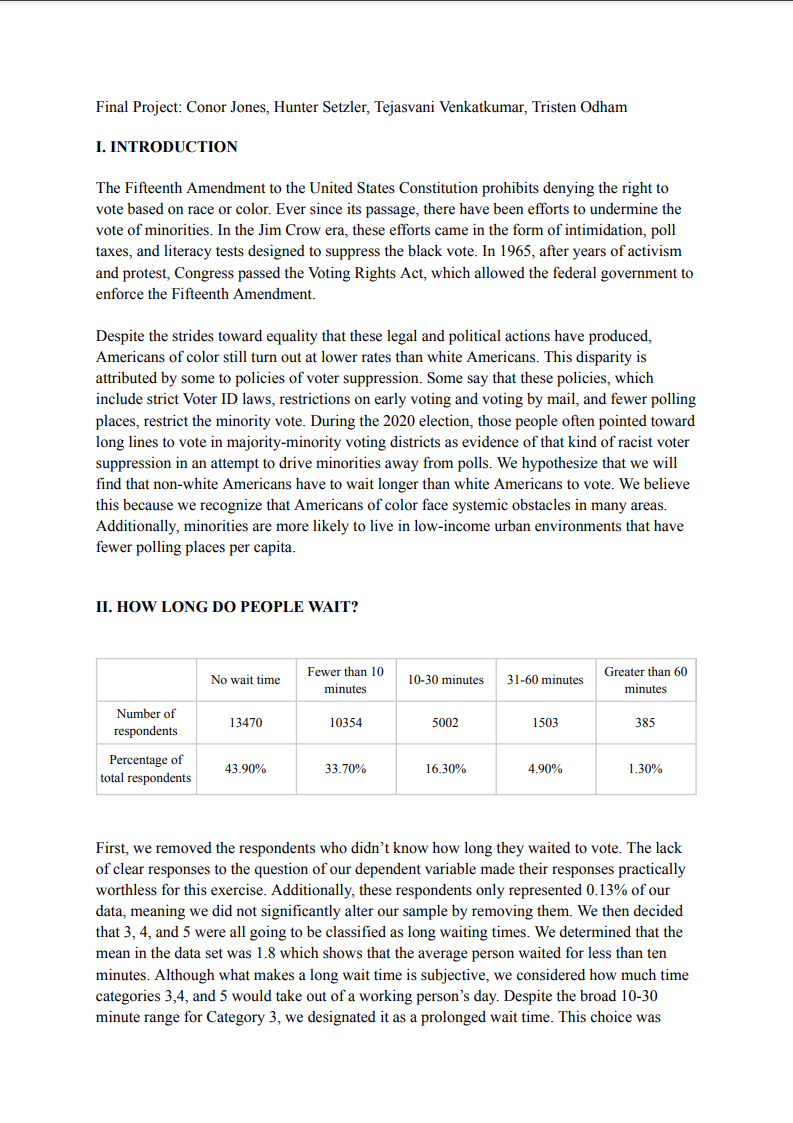 Final Project: Conor Jones, Hunter Setzler, Tejasvani Venkatkumar, Tristen Odham
I. INTRODUCTION
The Fifteenth Amendment to the United States Constitution prohibits denying the right to
vote based on race or color. Ever since its passage, there have been efforts to undermine the
vote of minorities. In the Jim Crow era, these efforts came in the form of intimidation, poll
taxes, and literacy tests designed to suppress the black vote. In 1965, after years of activism
and protest, Congress passed the Voting Rights Act, which allowed the federal government to
enforce the Fifteenth Amendment.
Despite the strides toward equality that these legal and political actions have produced,
Americans of color still turn out at lower rates than white Americans. This disparity is
attributed by some to policies of voter suppression. Some say that these policies, which
include strict Voter ID laws, restrictions on early voting and voting by mail, and fewer polling
places, restrict the minority vote. During the 2020 election, those people often pointed toward
long lines to vote in majority-minority voting districts as evidence of that kind of racist voter
suppression in an attempt to drive minorities away from polls. We hypothesize that we will
find that non-white Americans have to wait longer than white Americans to vote. We believe
this because we recognize that Americans of color face systemic obstacles in many areas.
Additionally, minorities are more likely to live in low-income urban environments that have
fewer polling places per capita.
II. HOW LONG DO PEOPLE WAIT?
No wait time
Fewer than 10
minutes
10-30 minutes
31-60 minutes
Greater than 60
minutes
Number of
respondents
13470
10354
5002
1503
385
Percentage of
total respondents
43.90%
33.70%
16.30%
4.90%
1.30%
First, we removed the respondents who didn’t know how long they waited to vote. The lack
of clear responses to the question of our dependent variable made their responses practically
worthless for this exercise. Additionally, these respondents only represented 0.13% of our
data, meaning we did not significantly alter our sample by removing them. We then decided
that 3, 4, and 5 were all going to be classified as long waiting times. We determined that the
mean in the data set was 1.8 which shows that the average person waited for less than ten
minutes. Although what makes a long wait time is subjective, we considered how much time
categories 3,4, and 5 would take out of a working person’s day. Despite the broad 10-30
minute range for Category 3, we designated it as a prolonged wait time. This choice was